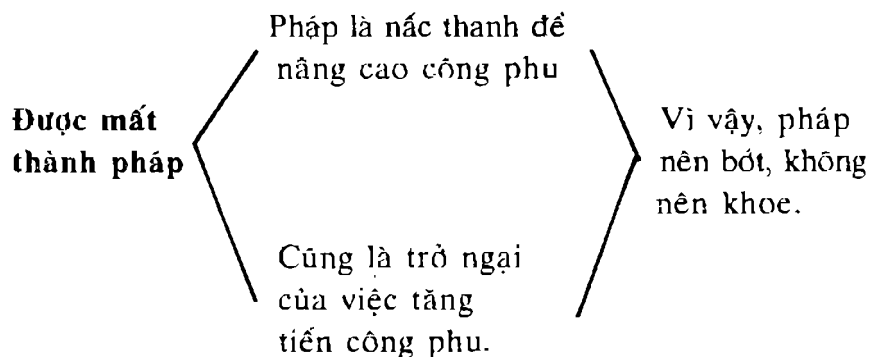 Pháp là nấc thanh để
nâng cao công phu
Được mất
thành pháp
Vì vậy, pháp
nên bớt, không
nên khoe.
Cũng là trở ngại
của việc tăng
tiến công phu.